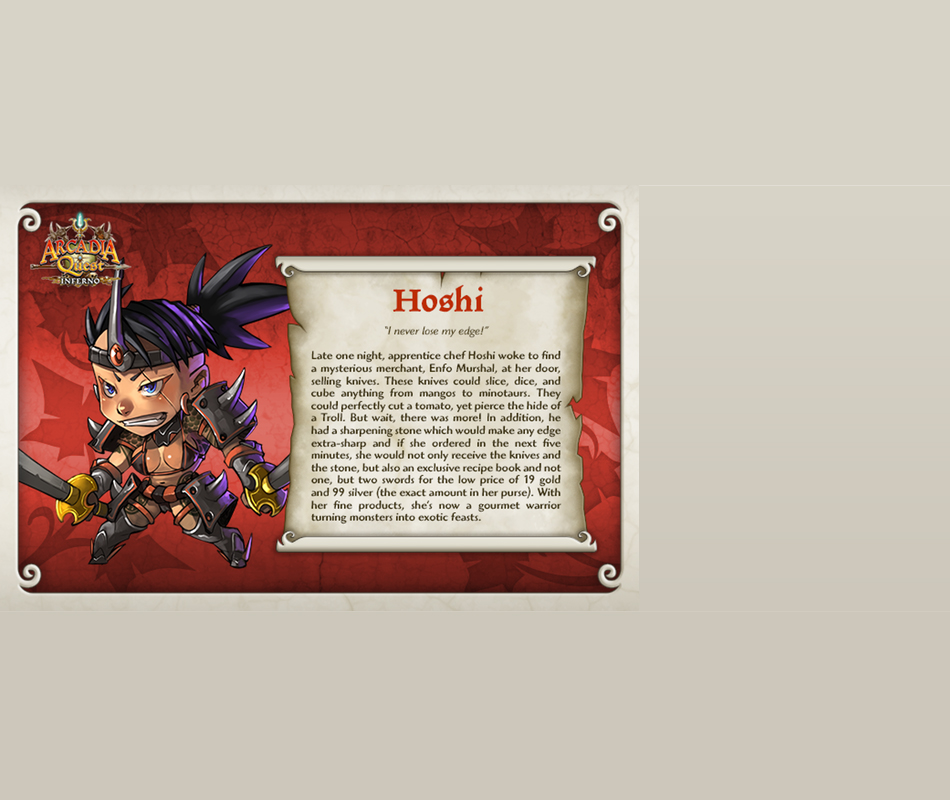 ARCADIA
Quest
INFERNO
Hoshi
"I never lose my edge!"
Late one night, apprentice chef Hoshi woke to find
a mysterious merchant, Enfo Murshal, at her door,
selling knives. These knives could slice, dice, and
cube anything from mangos to minotaurs. They
could perfectly cut a tomato, yet pierce the hide of
a Troll. But wait, there was more! In addition, he
had a sharpening stone which would make any edge
extra-sharp and if she ordered in the next five
minutes, she would not only receive the knives and
the stone, but also an exclusive recipe book and not
one, but two swords for the low price of 19 gold
and 99 silver (the exact amount in her purse). With
her fine products, she's now a gourmet warrior
turning monsters into exotic feasts.